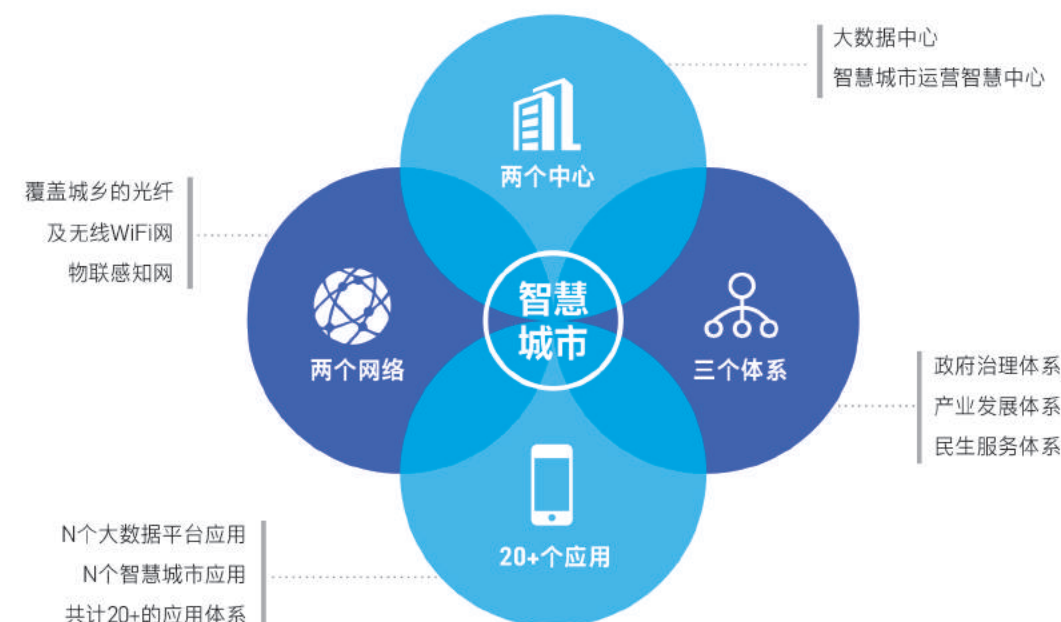 大数据中心
智慧城市运营智慧中心
两个中心
覆盖城乡的光纤
及无线WiFi网
物联感知网
两个网络
智慧
城市
三个体系
政府治理体系
产业发展体系
民生服务体系
20+个应用
N个大数据平台应用
N个智慧城市应用
共计20+的应用体系